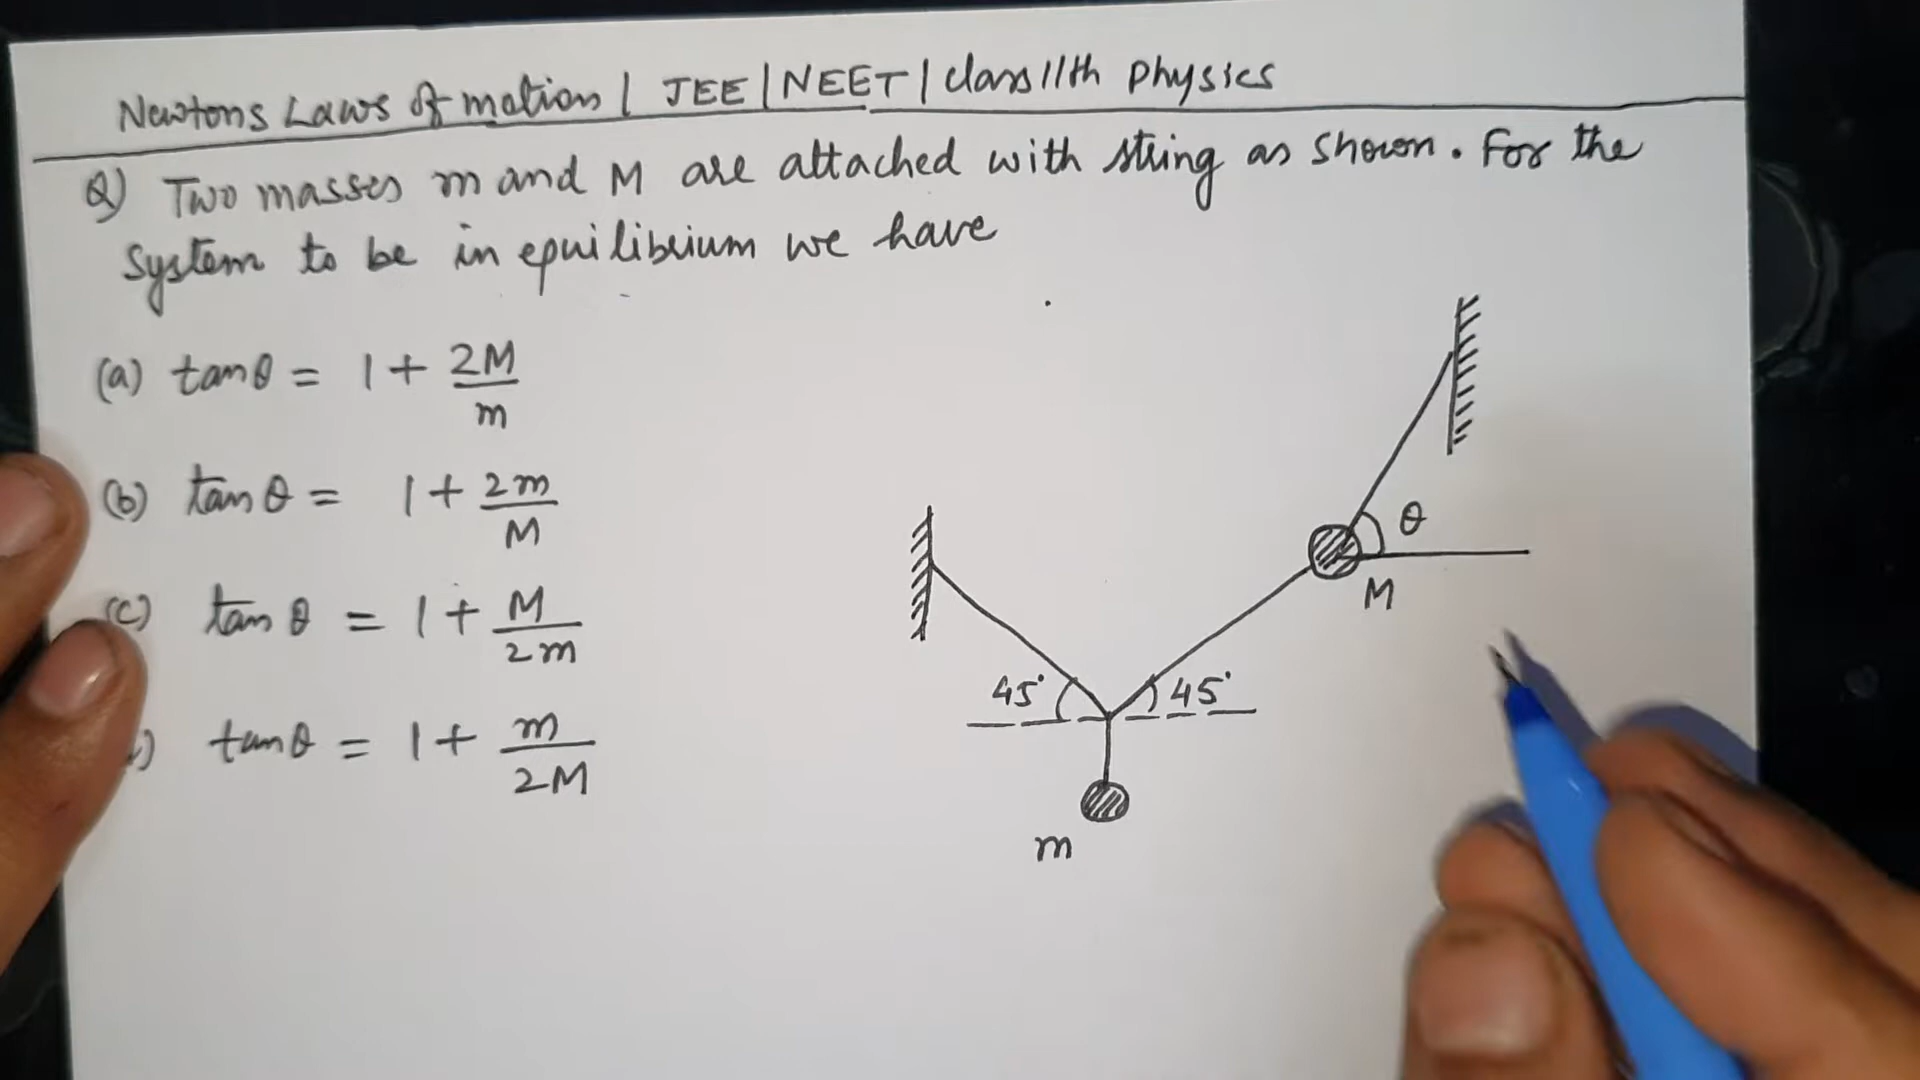 Newtons Laws of motion | JEE | NEET | class 11th Physics
Q) Two masses m and M are attached with string as shown. For the
system to be in equilibrium we have
(a) tanθ = 1 + 2M/m
(b) tanθ = 1 + 2m/M
(c) tanθ = 1 + M/2m
) tanθ = 1 + m/2M
θ
M
45° 45°
m